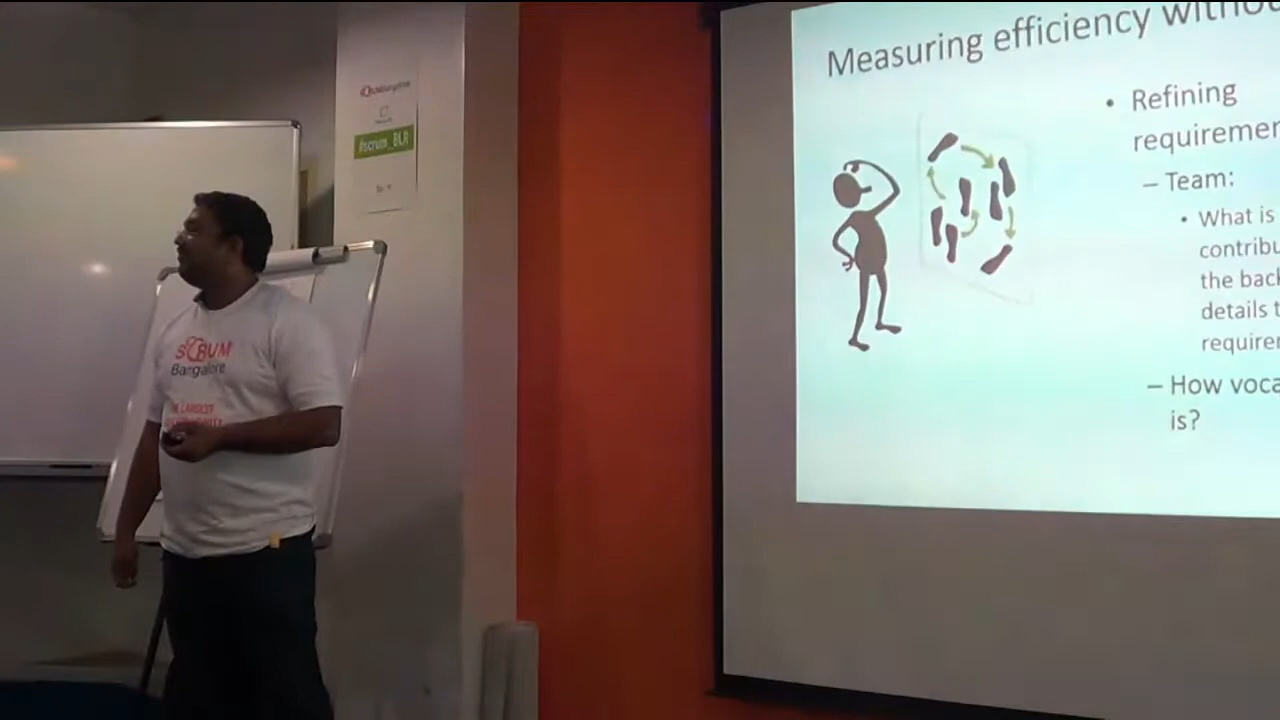 Measuring efficiency witho
• Refining
requiremen
– Team:
• What is
contribu
the back
details t
requirem
– How voca
is?
#scrum_BLR
SCRUM
Bangalore
LARGEST